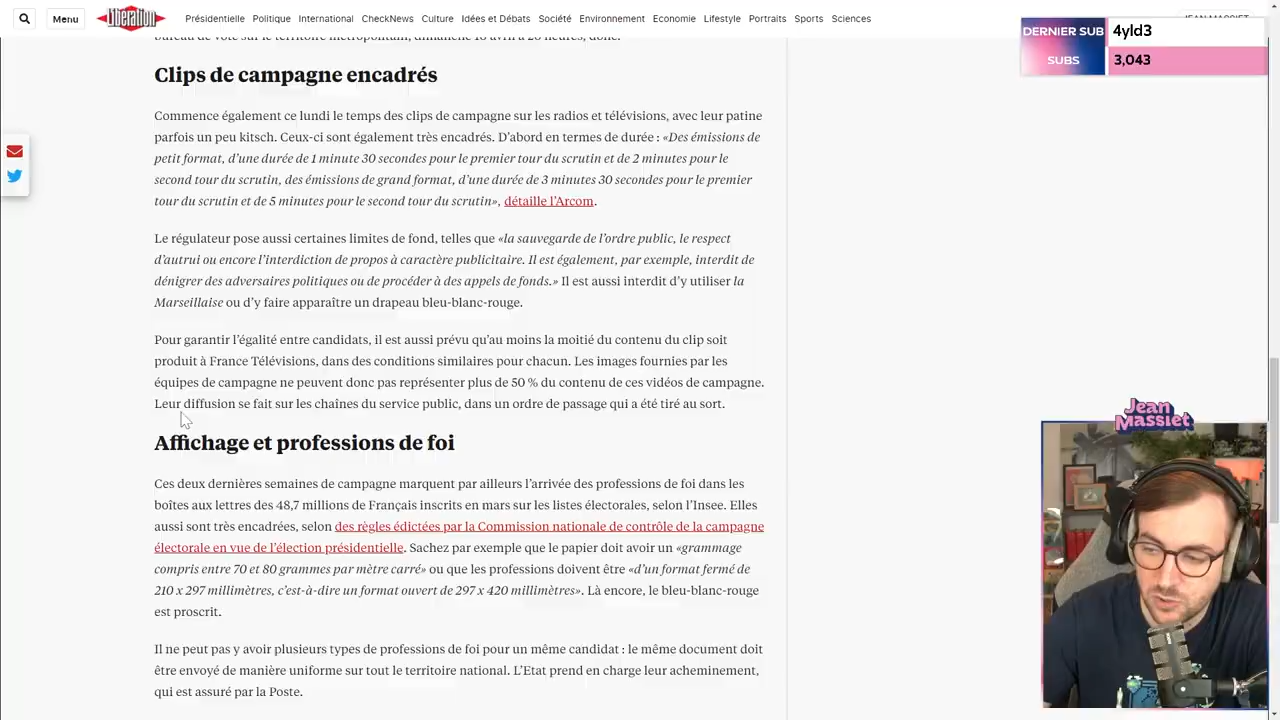 Menu
Libération
Présidentielle Politique International CheckNews Culture Idées et Débats Société Environnement Economie Lifestyle Portraits Sports Sciences
JEAN MASSIET
DERNIER SUB 4yld3
SUBS 3,043
bureau de vote sur le territoire métropolitain, dimanche 10 avril à 20 heures, donc.
Clips de campagne encadrés
Commence également ce lundi le temps des clips de campagne sur les radios et télévisions, avec leur patine
parfois un peu kitsch. Ceux-ci sont également très encadrés. D’abord en termes de durée : «Des émissions de
petit format, d’une durée de 1 minute 30 secondes pour le premier tour du scrutin et de 2 minutes pour le
second tour du scrutin, des émissions de grand format, d’une durée de 3 minutes 30 secondes pour le premier
tour du scrutin et de 5 minutes pour le second tour du scrutin», détaille l’Arcom.
Le régulateur pose aussi certaines limites de fond, telles que «la sauvegarde de l’ordre public, le respect
d’autrui ou encore l’interdiction de propos à caractère publicitaire. Il est également, par exemple, interdit de
dénigrer des adversaires politiques ou de procéder à des appels de fonds.» Il est aussi interdit d’y utiliser la
Marseillaise ou d’y faire apparaître un drapeau bleu-blanc-rouge.
Pour garantir l’égalité entre candidats, il est aussi prévu qu’au moins la moitié du contenu du clip soit
produit à France Télévisions, dans des conditions similaires pour chacun. Les images fournies par les
équipes de campagne ne peuvent donc pas représenter plus de 50 % du contenu de ces vidéos de campagne.
Leur diffusion se fait sur les chaînes du service public, dans un ordre de passage qui a été tiré au sort.
Affichage et professions de foi
Ces deux dernières semaines de campagne marquent par ailleurs l’arrivée des professions de foi dans les
boîtes aux lettres des 48,7 millions de Français inscrits en mars sur les listes électorales, selon l’Insee. Elles
aussi sont très encadrées, selon des règles édictées par la Commission nationale de contrôle de la campagne
électorale en vue de l’élection présidentielle. Sachez par exemple que le papier doit avoir un «grammage
compris entre 70 et 80 grammes par mètre carré» ou que les professions doivent être «d’un format fermé de
210 x 297 millimètres, c’est-à-dire un format ouvert de 297 x 420 millimètres». Là encore, le bleu-blanc-rouge
est proscrit.
Il ne peut pas y avoir plusieurs types de professions de foi pour un même candidat : le même document doit
être envoyé de manière uniforme sur tout le territoire national. L’Etat prend en charge leur acheminement,
qui est assuré par la Poste.
Jean
Massiet